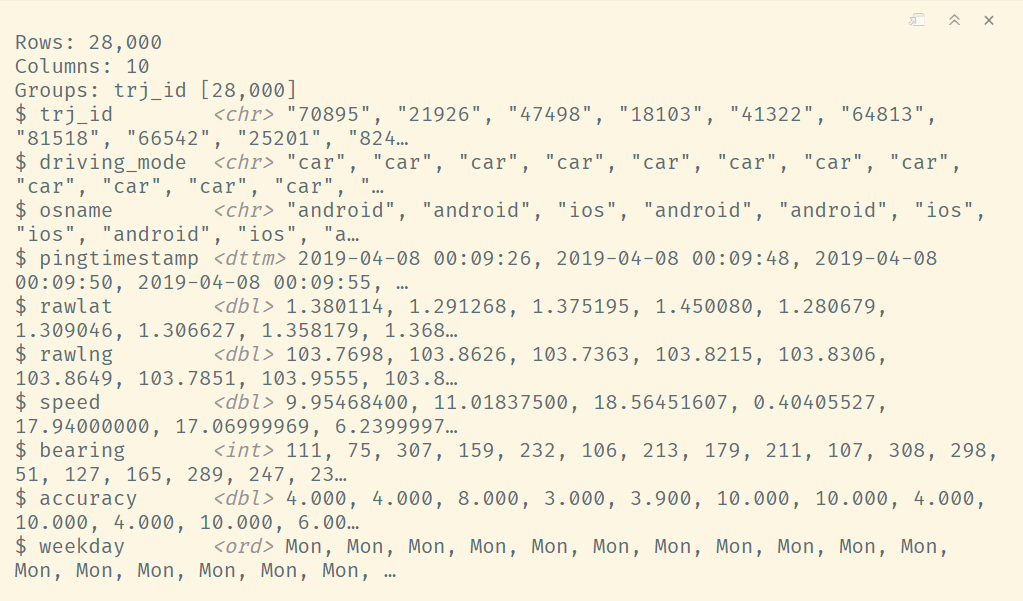 Rows: 28,000
Columns: 10
Groups: trj_id [28,000]
$ trj_id        <chr> "70895", "21926", "47498", "18103", "41322", "64813",
"81518", "66542", "25201", "824…
$ driving_mode  <chr> "car", "car", "car", "car", "car", "car", "car", "car",
"car", "car", "car", "car", "…
$ osname        <chr> "android", "android", "ios", "android", "android", "ios",
"ios", "android", "ios", "a…
$ pingtimestamp <dttm> 2019-04-08 00:09:26, 2019-04-08 00:09:48, 2019-04-08
00:09:50, 2019-04-08 00:09:55, …
$ rawlat        <dbl> 1.380114, 1.291268, 1.375195, 1.450080, 1.280679,
1.309046, 1.306627, 1.358179, 1.368…
$ rawlng        <dbl> 103.7698, 103.8626, 103.7363, 103.8215, 103.8306,
103.8649, 103.7851, 103.9555, 103.8…
$ speed         <dbl> 9.95468400, 11.01837500, 18.56451607, 0.40405527,
17.94000000, 17.06999969, 6.2399997…
$ bearing       <int> 111, 75, 307, 159, 232, 106, 213, 179, 211, 107, 308, 298,
51, 127, 165, 289, 247, 23…
$ accuracy      <dbl> 4.000, 4.000, 8.000, 3.000, 3.900, 10.000, 10.000, 4.000,
10.000, 4.000, 10.000, 6.00…
$ weekday       <ord> Mon, Mon, Mon, Mon, Mon, Mon, Mon, Mon, Mon, Mon, Mon,
Mon, Mon, Mon, Mon, Mon, Mon, …